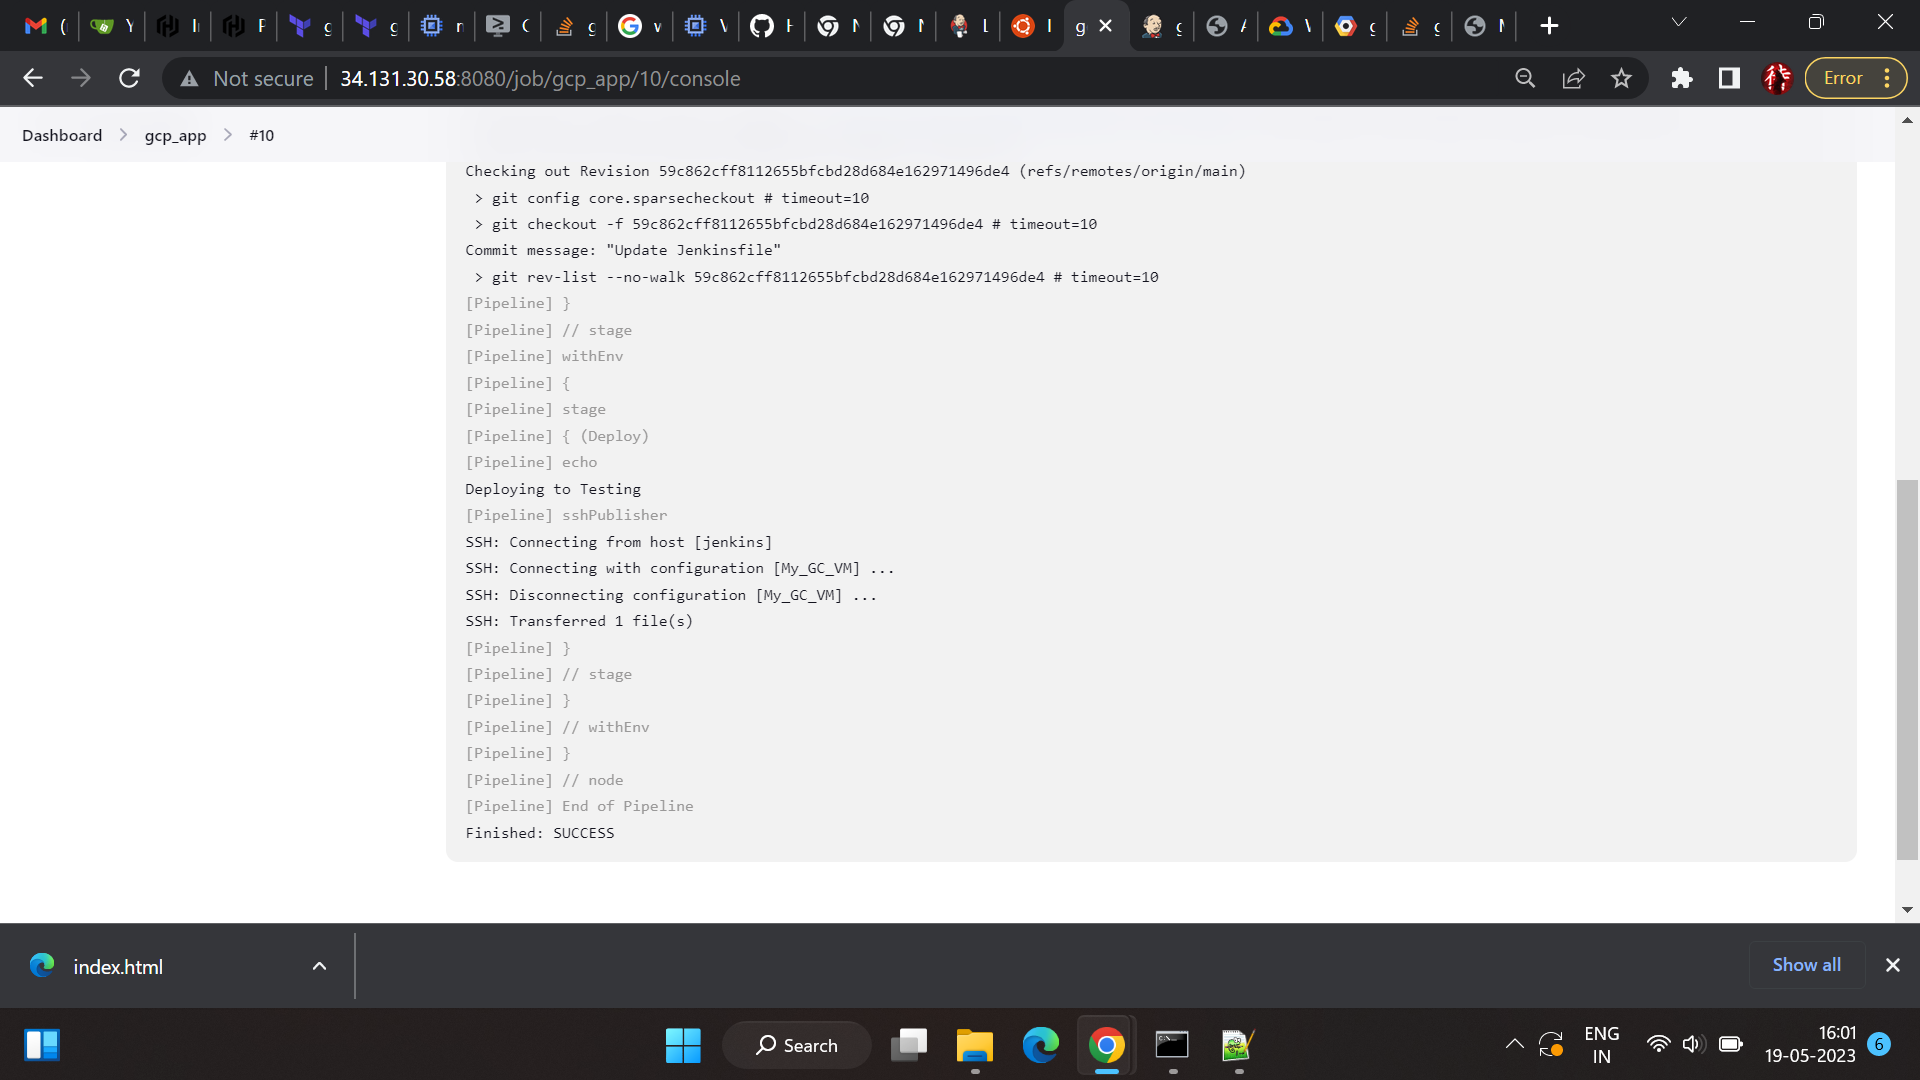 Not secure
34.131.30.58:8080/job/gcp_app/10/console
Error
Dashboard
gcp_app
#10
Checking out Revision 59c862cff8112655bfcbd28d684e162971496de4 (refs/remotes/origin/main)
> git config core.sparsecheckout # timeout=10
> git checkout -f 59c862cff8112655bfcbd28d684e162971496de4 # timeout=10
Commit message: "Update Jenkinsfile"
> git rev-list --no-walk 59c862cff8112655bfcbd28d684e162971496de4 # timeout=10
[Pipeline] }
[Pipeline] // stage
[Pipeline] withEnv
[Pipeline] {
[Pipeline] stage
[Pipeline] { (Deploy)
[Pipeline] echo
Deploying to Testing
[Pipeline] sshPublisher
SSH: Connecting from host [jenkins]
SSH: Connecting with configuration [My_GC_VM] ...
SSH: Disconnecting configuration [My_GC_VM] ...
SSH: Transferred 1 file(s)
[Pipeline] }
[Pipeline] // stage
[Pipeline] }
[Pipeline] // withEnv
[Pipeline] }
[Pipeline] // node
[Pipeline] End of Pipeline
Finished: SUCCESS
index.html
Show all
Search
ENG
IN
16:01
19-05-2023
6